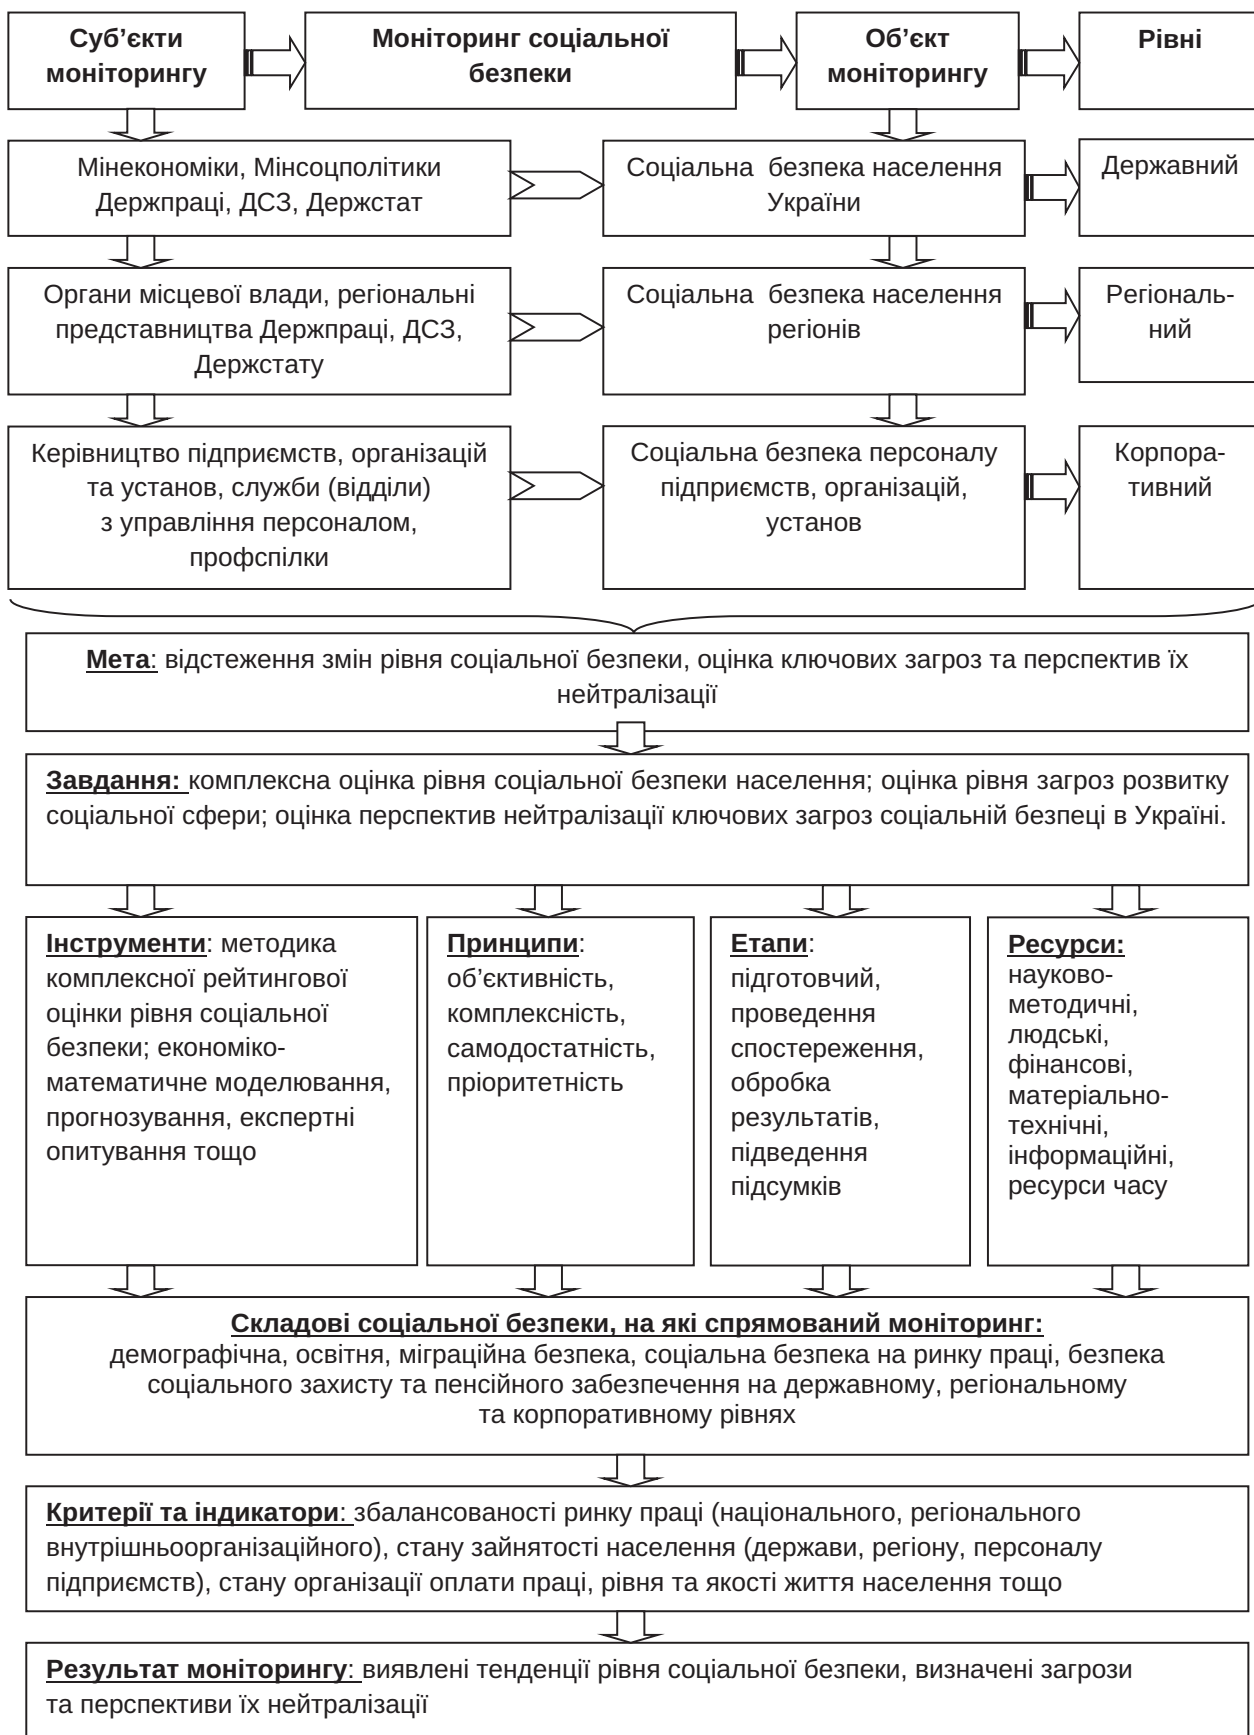 Суб’єкти
моніторингу
Моніторинг соціальної
безпеки
Об’єкт
моніторингу
Рівні
Мінекономіки, Мінсоцполітики
Держпраці, ДСЗ, Держстат
Соціальна безпека населення
України
Державний
Органи місцевої влади, регіональні
представництва Держпраці, ДСЗ,
Держстату
Соціальна безпека населення
регіонів
Регіональ-
ний
Керівництво підприємств, організацій
та установ, служби (відділи)
з управління персоналом,
профспілки
Соціальна безпека персоналу
підприємств, організацій,
установ
Корпора-
тивний
Мета: відстеження змін рівня соціальної безпеки, оцінка ключових загроз та перспектив їх
нейтралізації
Завдання: комплексна оцінка рівня соціальної безпеки населення; оцінка рівня загроз розвитку
соціальної сфери; оцінка перспектив нейтралізації ключових загроз соціальній безпеці в Україні.
Інструменти: методика
комплексної рейтингової
оцінки рівня соціальної
безпеки; економіко-
математичне моделювання,
прогнозування, експертні
опитування тощо
Принципи:
об’єктивність,
комплексність,
самодостатність,
пріоритетність
Етапи:
підготовчий,
проведення
спостереження,
обробка
результатів,
підведення
підсумків
Ресурси:
науково-
методичні,
людські,
фінансові,
матеріально-
технічні,
інформаційні,
ресурси часу
Складові соціальної безпеки, на які спрямований моніторинг:
демографічна, освітня, міграційна безпека, соціальна безпека на ринку праці, безпека
соціального захисту та пенсійного забезпечення на державному, регіональному
та корпоративному рівнях
Критерії та індикатори: збалансованості ринку праці (національного, регіонального
внутрішньоорганізаційного), стану зайнятості населення (держави, регіону, персоналу
підприємств), стану організації оплати праці, рівня та якості життя населення тощо
Результат моніторингу: виявлені тенденції рівня соціальної безпеки, визначені загрози
та перспективи їх нейтралізації